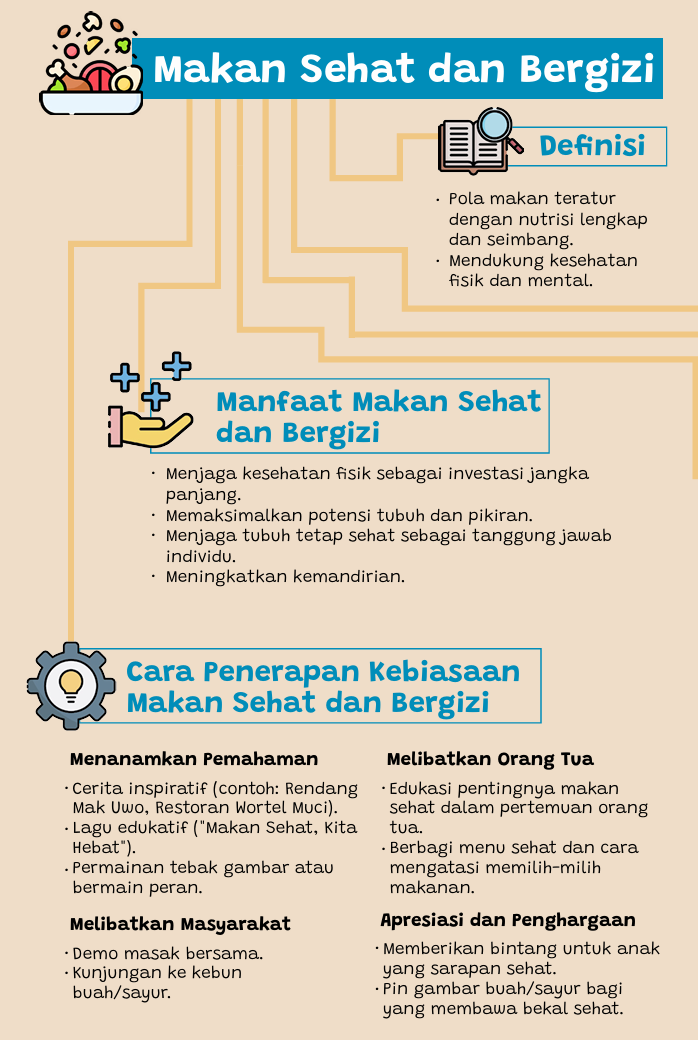 Makan Sehat dan Bergizi
Definisi
· Pola makan teratur
dengan nutrisi lengkap
dan seimbang.
· Mendukung kesehatan
fisik dan mental.
Manfaat Makan Sehat
dan Bergizi
· Menjaga kesehatan fisik sebagai investasi jangka
panjang.
· Memaksimalkan potensi tubuh dan pikiran.
· Menjaga tubuh tetap sehat sebagai tanggung jawab
individu.
· Meningkatkan kemandirian.
Cara Penerapan Kebiasaan
Makan Sehat dan Bergizi
Menanamkan Pemahaman
· Cerita inspiratif (contoh: Rendang
Mak Uwo, Restoran Wortel Muci).
· Lagu edukatif ("Makan Sehat, Kita
Hebat").
· Permainan tebak gambar atau
bermain peran.
Melibatkan Orang Tua
· Edukasi pentingnya makan
sehat dalam pertemuan orang
tua.
· Berbagi menu sehat dan cara
mengatasi memilih-milih
makanan.
Melibatkan Masyarakat
· Demo masak bersama.
· Kunjungan ke kebun
buah/sayur.
Apresiasi dan Penghargaan
· Memberikan bintang untuk anak
yang sarapan sehat.
· Pin gambar buah/sayur bagi
yang membawa bekal sehat.